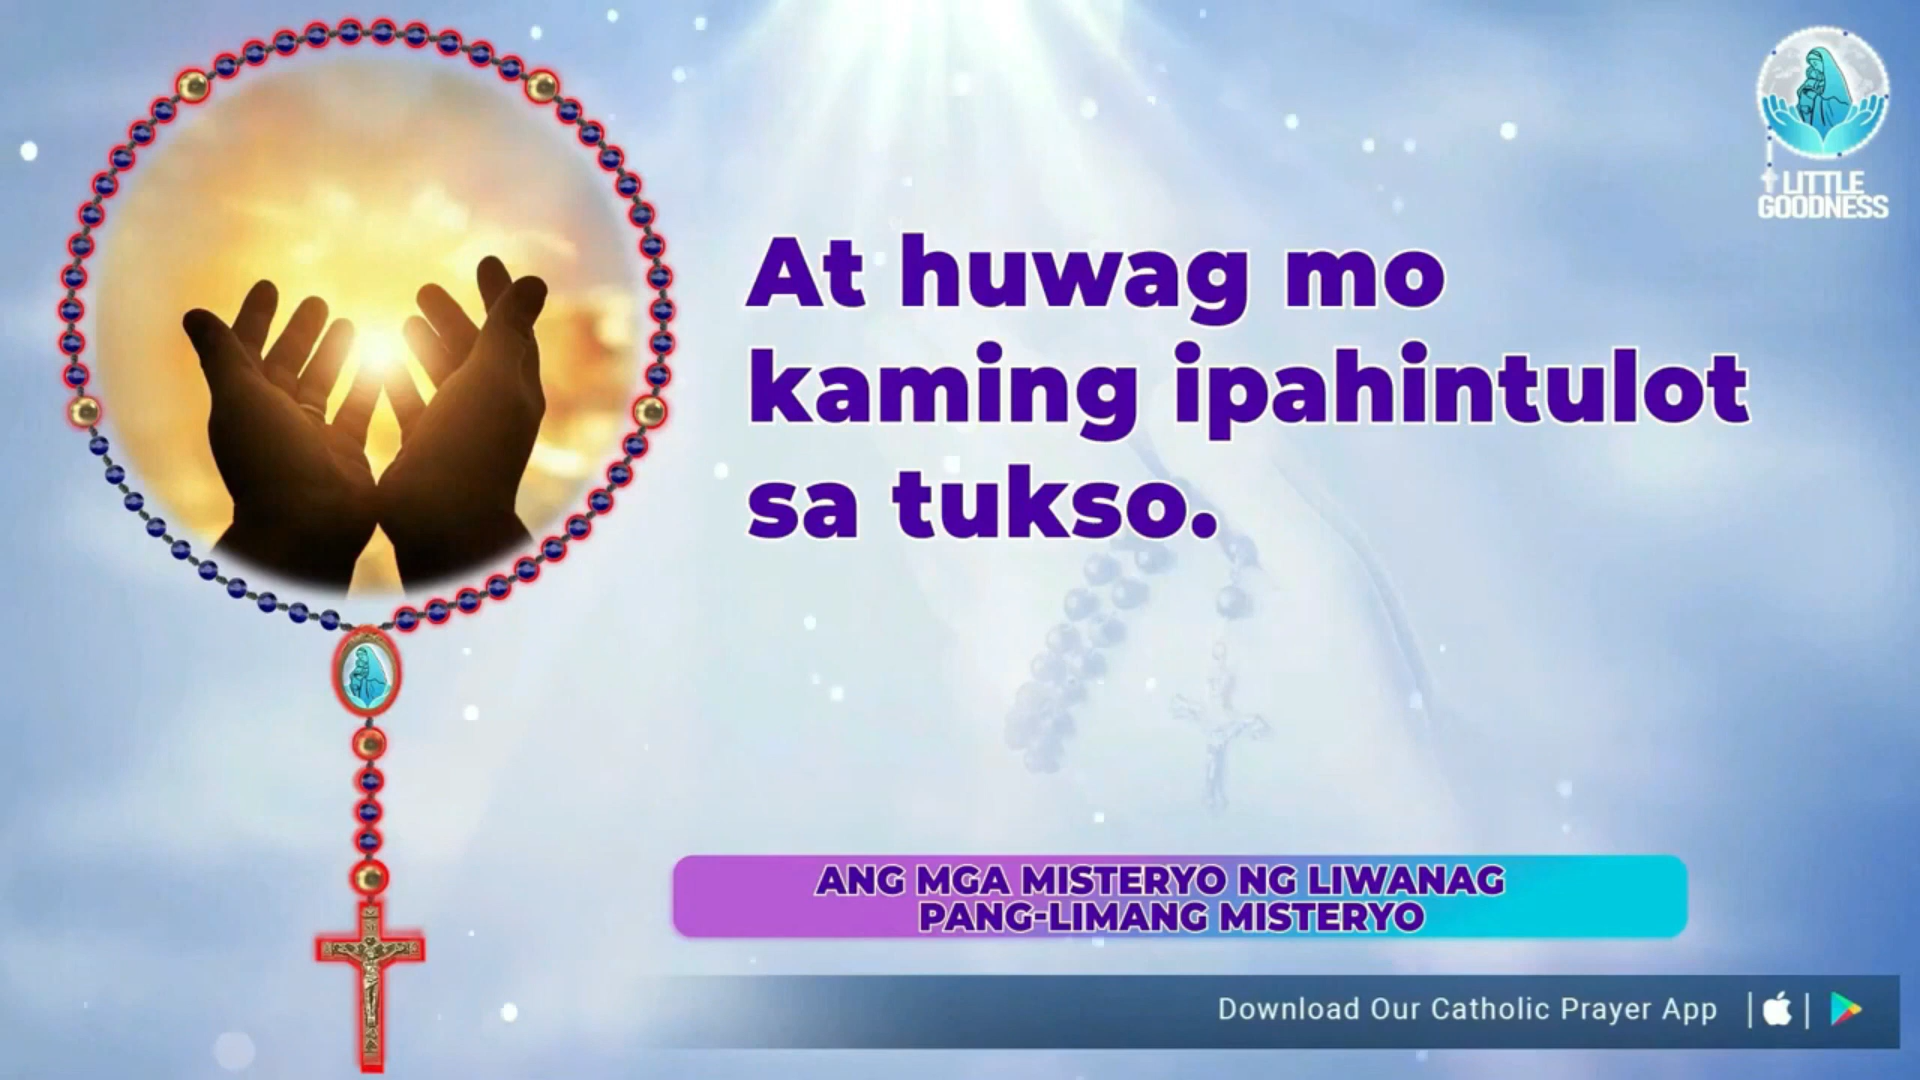 LITTLE
GOODNESS
At huwag mo
kaming ipahintulot
sa tukso.
ANG MGA MISTERYO NG LIWANAG
PANG-LIMANG MISTERYO
Download Our Catholic Prayer App